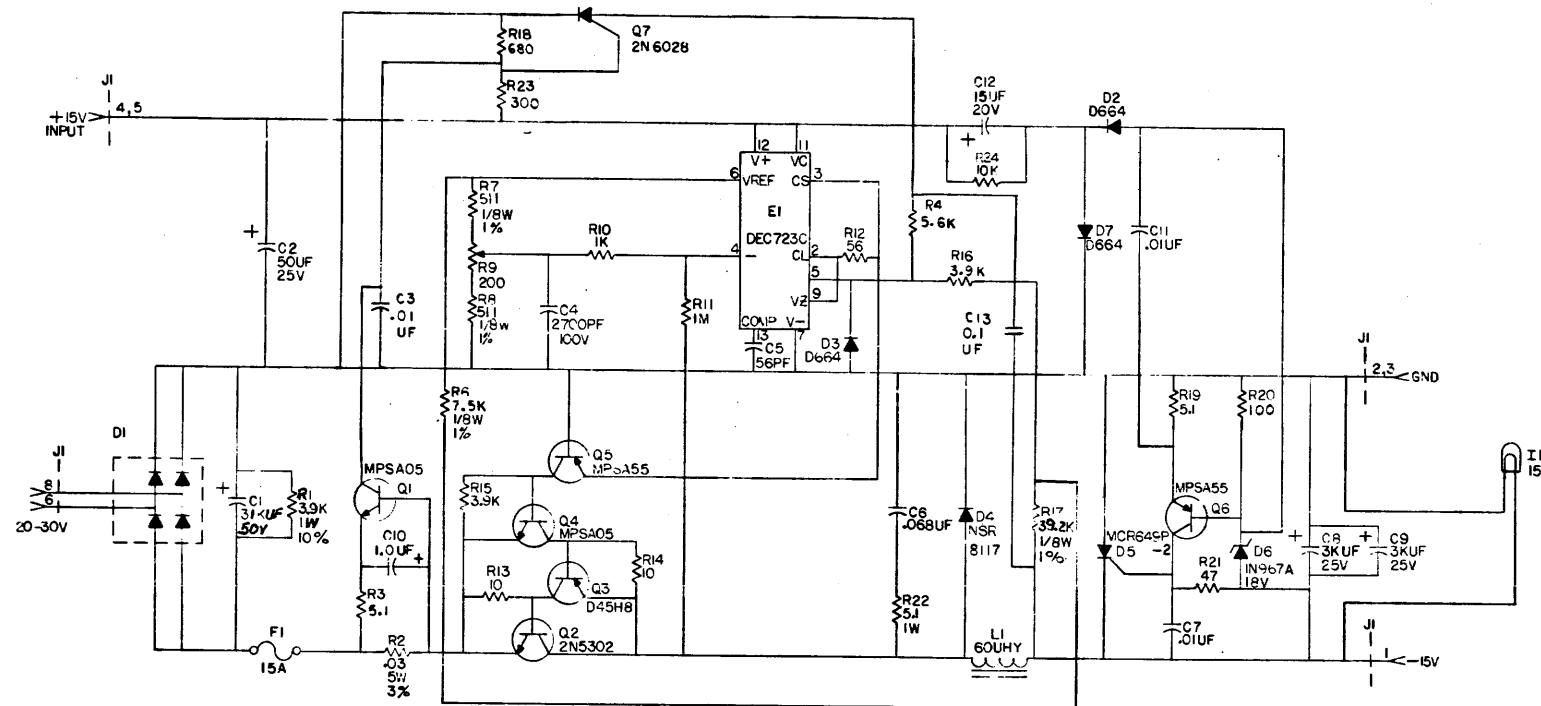 R18
680
Q7
2N6028
R23
300
J1
4,5
+15V
INPUT
C12
15UF
20V
+
R24
10K
D2
D664
12
11
V+
VC
6
VREF
CS
3
E1
DEC723C
4
−
CL
2
5
VZ
9
COMP
V−
13
7
R7
511
1/8W
1%
R9
200
R8
511
1/8W
1%
R10
1K
R12
56
R4
5.6K
R16
3.9K
D7
D664
C11
.01UF
+
C2
50UF
25V
C3
.01
UF
C4
2700PF
100V
R11
1M
C5
56PF
D3
D664
C13
0.1
UF
J1
2,3
GND
R6
7.5K
1/8W
1%
R19
5.1
R20
100
D1
J1
8
6
20-30V
+
C1
31KUF
50V
R1
3.9K
1W
10%
MPSA05
Q1
C10
1.0UF
+
R3
5.1
F1
15A
R2
.03
5W
3%
Q5
MPSA55
R15
3.9K
Q4
MPSA05
R14
10
R13
10
Q3
D45H8
Q2
2N5302
C6
.068UF
R22
5.1
1W
D4
NSR
8117
L1
60UHY
R17
39.2K
1/8W
1%
MPSA55
Q6
MCR649P
-2
D5
R21
47
D6
1N967A
18V
C7
.01UF
+
C8
3KUF
25V
+
C9
3KUF
25V
I1
15
J1
1
−15V